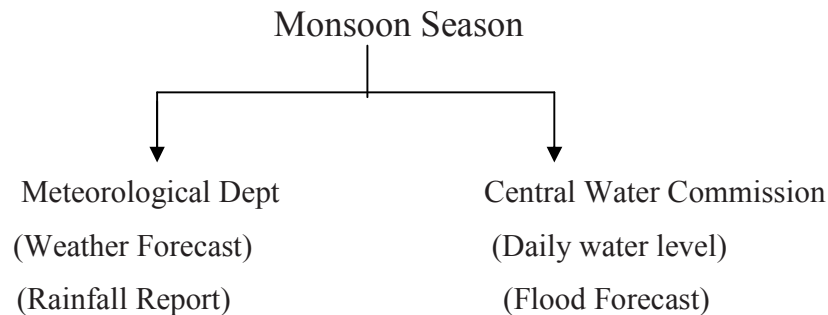 Monsoon Season
Meteorological Dept
(Weather Forecast)
(Rainfall Report)
Central Water Commission
(Daily water level)
(Flood Forecast)